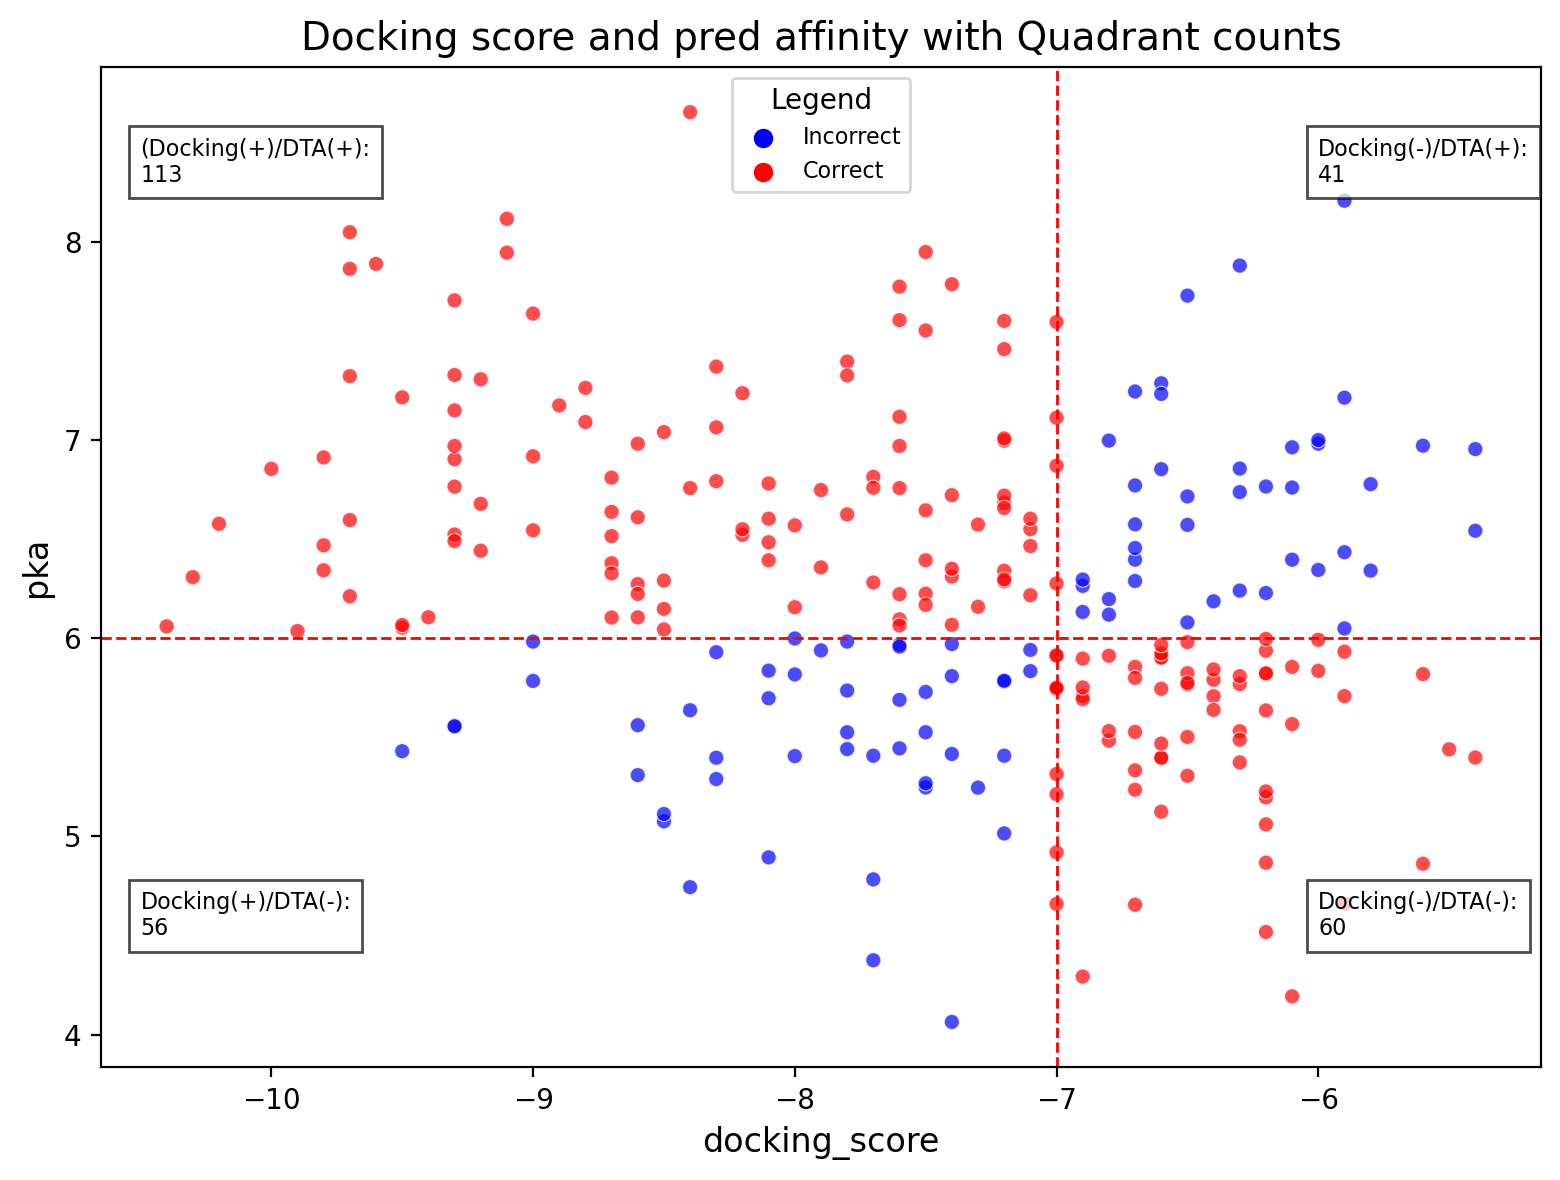 Docking score and pred affinity with Quadrant counts
Legend
Incorrect
Correct
(Docking(+)/DTA(+):
113
Docking(-)/DTA(+):
41
Docking(+)/DTA(-):
56
Docking(-)/DTA(-):
60
8
7
6
5
4
pka
−10
−9
−8
−7
−6
docking_score